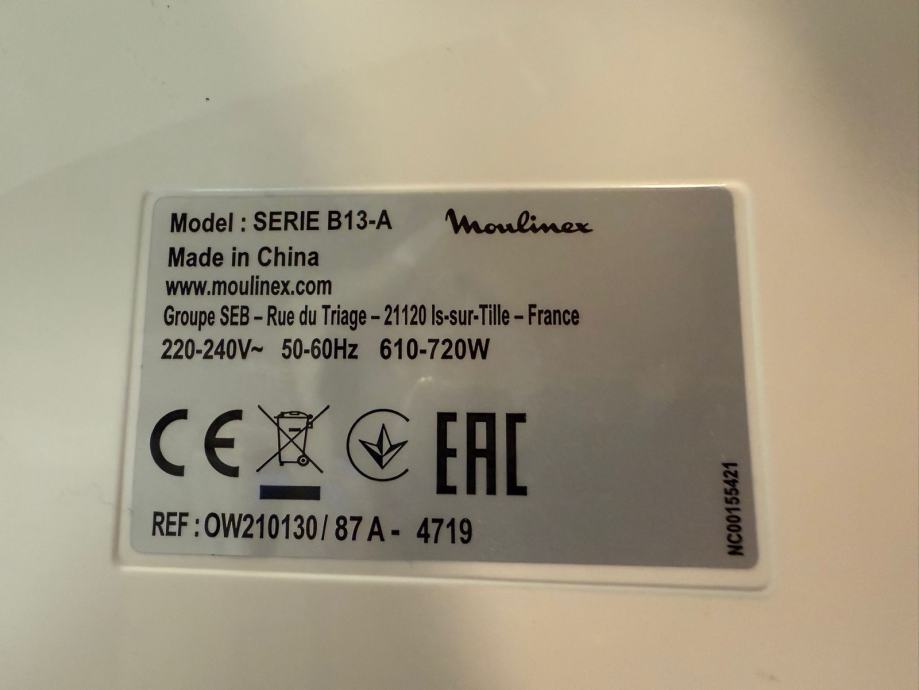 Model : SERIE B13-A Moulinex
Made in China
www.moulinex.com
Groupe SEB – Rue du Triage – 21120 Is-sur-Tille – France
220-240V~ 50-60Hz 610-720W
CE EAC
REF : OW210130 / 87 A - 4719
NC00155421